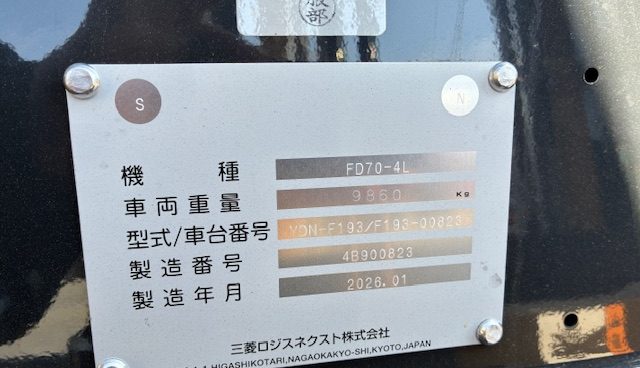 服部
S N
機種 FD70-4L
車両重量 9860 Kg
型式/車台番号 YDN-F193/F193-00823
製造番号 4B900823
製造年月 2026.01
三菱ロジスネクスト株式会社
HIGASHIKOTARI,NAGAOKAKYO-SHI,KYOTO,JAPAN